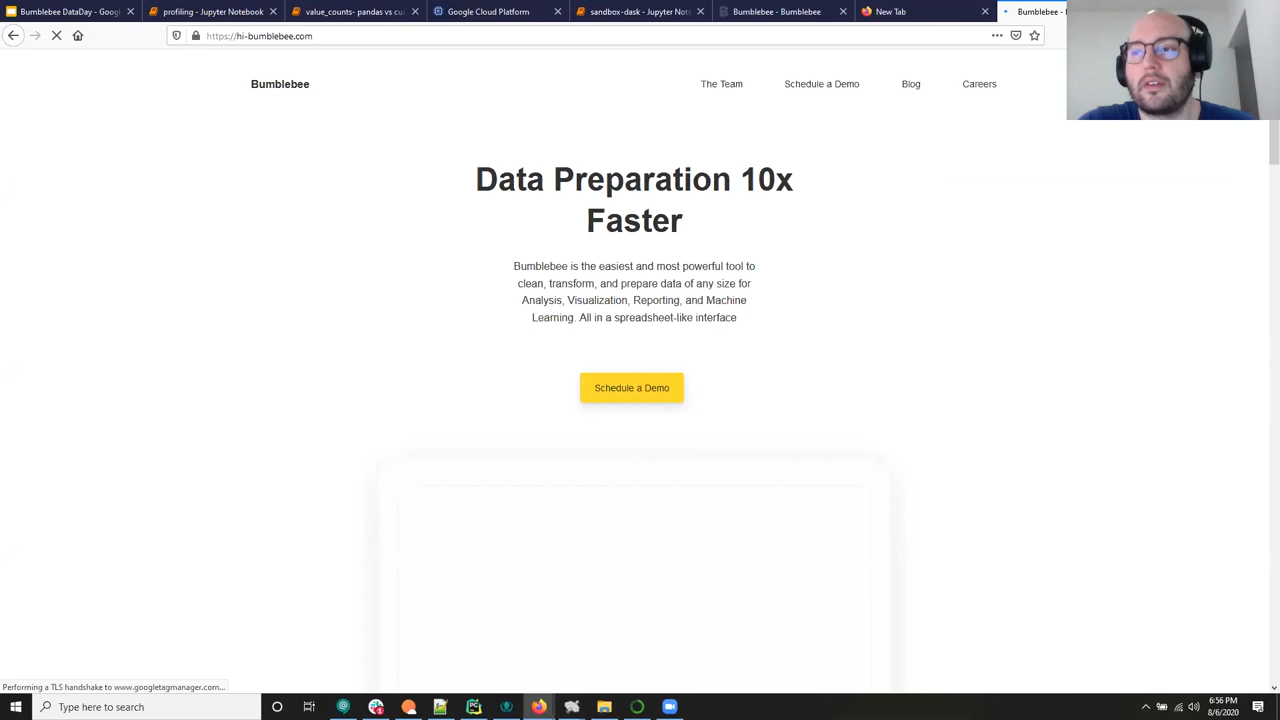 Bumblebee DataDay - Googl
profiling - Jupyter Notebook
value_counts- pandas vs cu
Google Cloud Platform
sandbox-dask - Jupyter Note
Bumblebee - Bumblebee
New Tab
Bumblebee -
https://hi-bumblebee.com
Bumblebee
The Team
Schedule a Demo
Blog
Careers
Data Preparation 10x
Faster
Bumblebee is the easiest and most powerful tool to
clean, transform, and prepare data of any size for
Analysis, Visualization, Reporting, and Machine
Learning. All in a spreadsheet-like interface
Schedule a Demo
Performing a TLS handshake to www.googletagmanager.com...
Type here to search
6:56 PM
8/6/2020